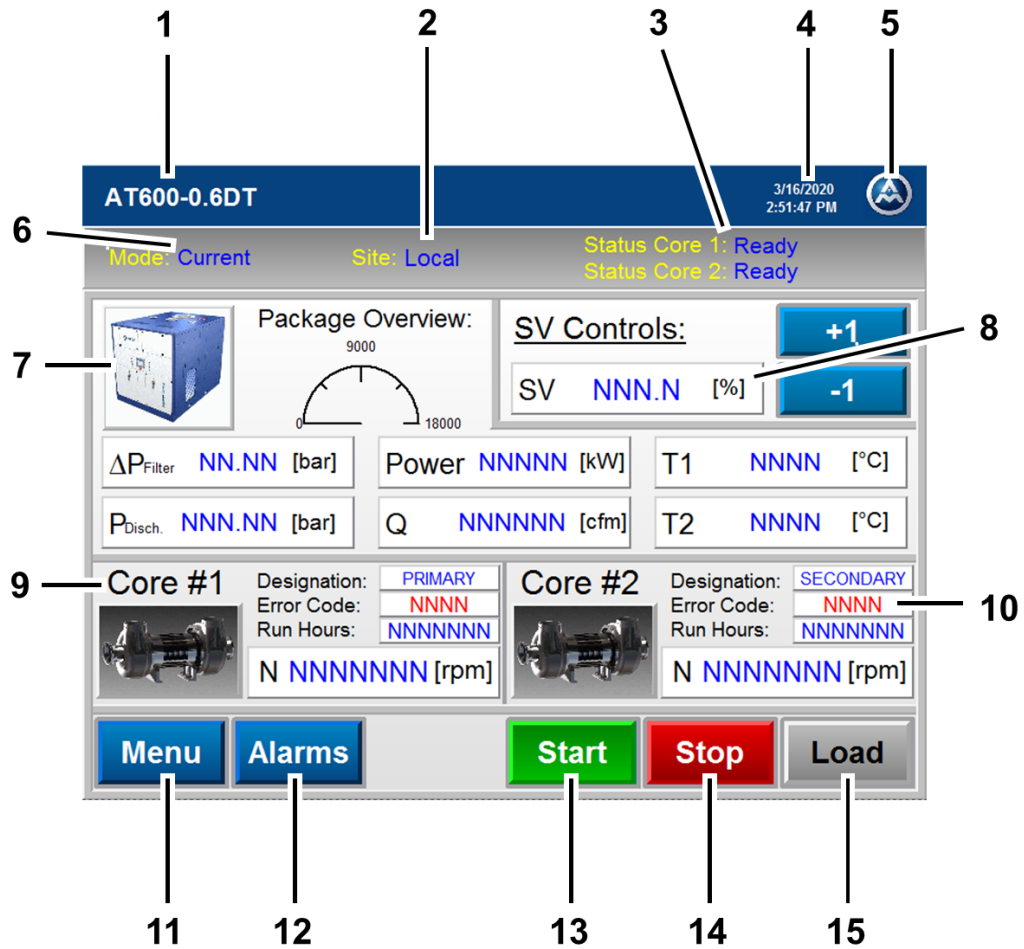 1 2 3 4 5
AT600-0.6DT
3/16/2020
2:51:47 PM
6
Mode: Current Site: Local Status Core 1: Ready
Status Core 2: Ready
7
Package Overview:
9000
0 18000
SV Controls:
+1
8
SV NNN.N [%]
-1
ΔPFilter NN.NN [bar] Power NNNNN [kW] T1 NNNN [°C]
PDisch. NNN.NN [bar] Q NNNNNN [cfm] T2 NNNN [°C]
9
Core #1
Designation: PRIMARY
Error Code: NNNN
Run Hours: NNNNNNN
N NNNNNNN [rpm]
Core #2
Designation: SECONDARY
Error Code: NNNN
Run Hours: NNNNNNN
N NNNNNNN [rpm]
10
Menu Alarms Start Stop Load
11 12 13 14 15